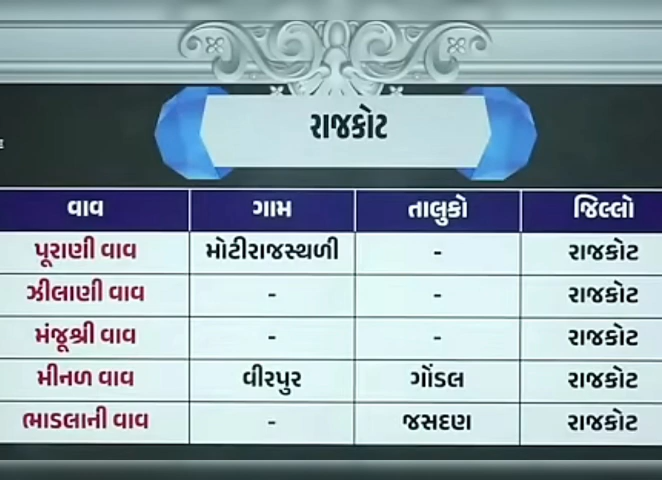 રાજકોટ
વાવ ગામ તાલુકો જિલ્લો
પૂરાણી વાવ મોટીરાજસ્થળી - રાજકોટ
ઝીલાણી વાવ - - રાજકોટ
મંજૂશ્રી વાવ - - રાજકોટ
મીનળ વાવ વીરપુર ગોંડલ રાજકોટ
ભાડલાની વાવ - જસદણ રાજકોટ